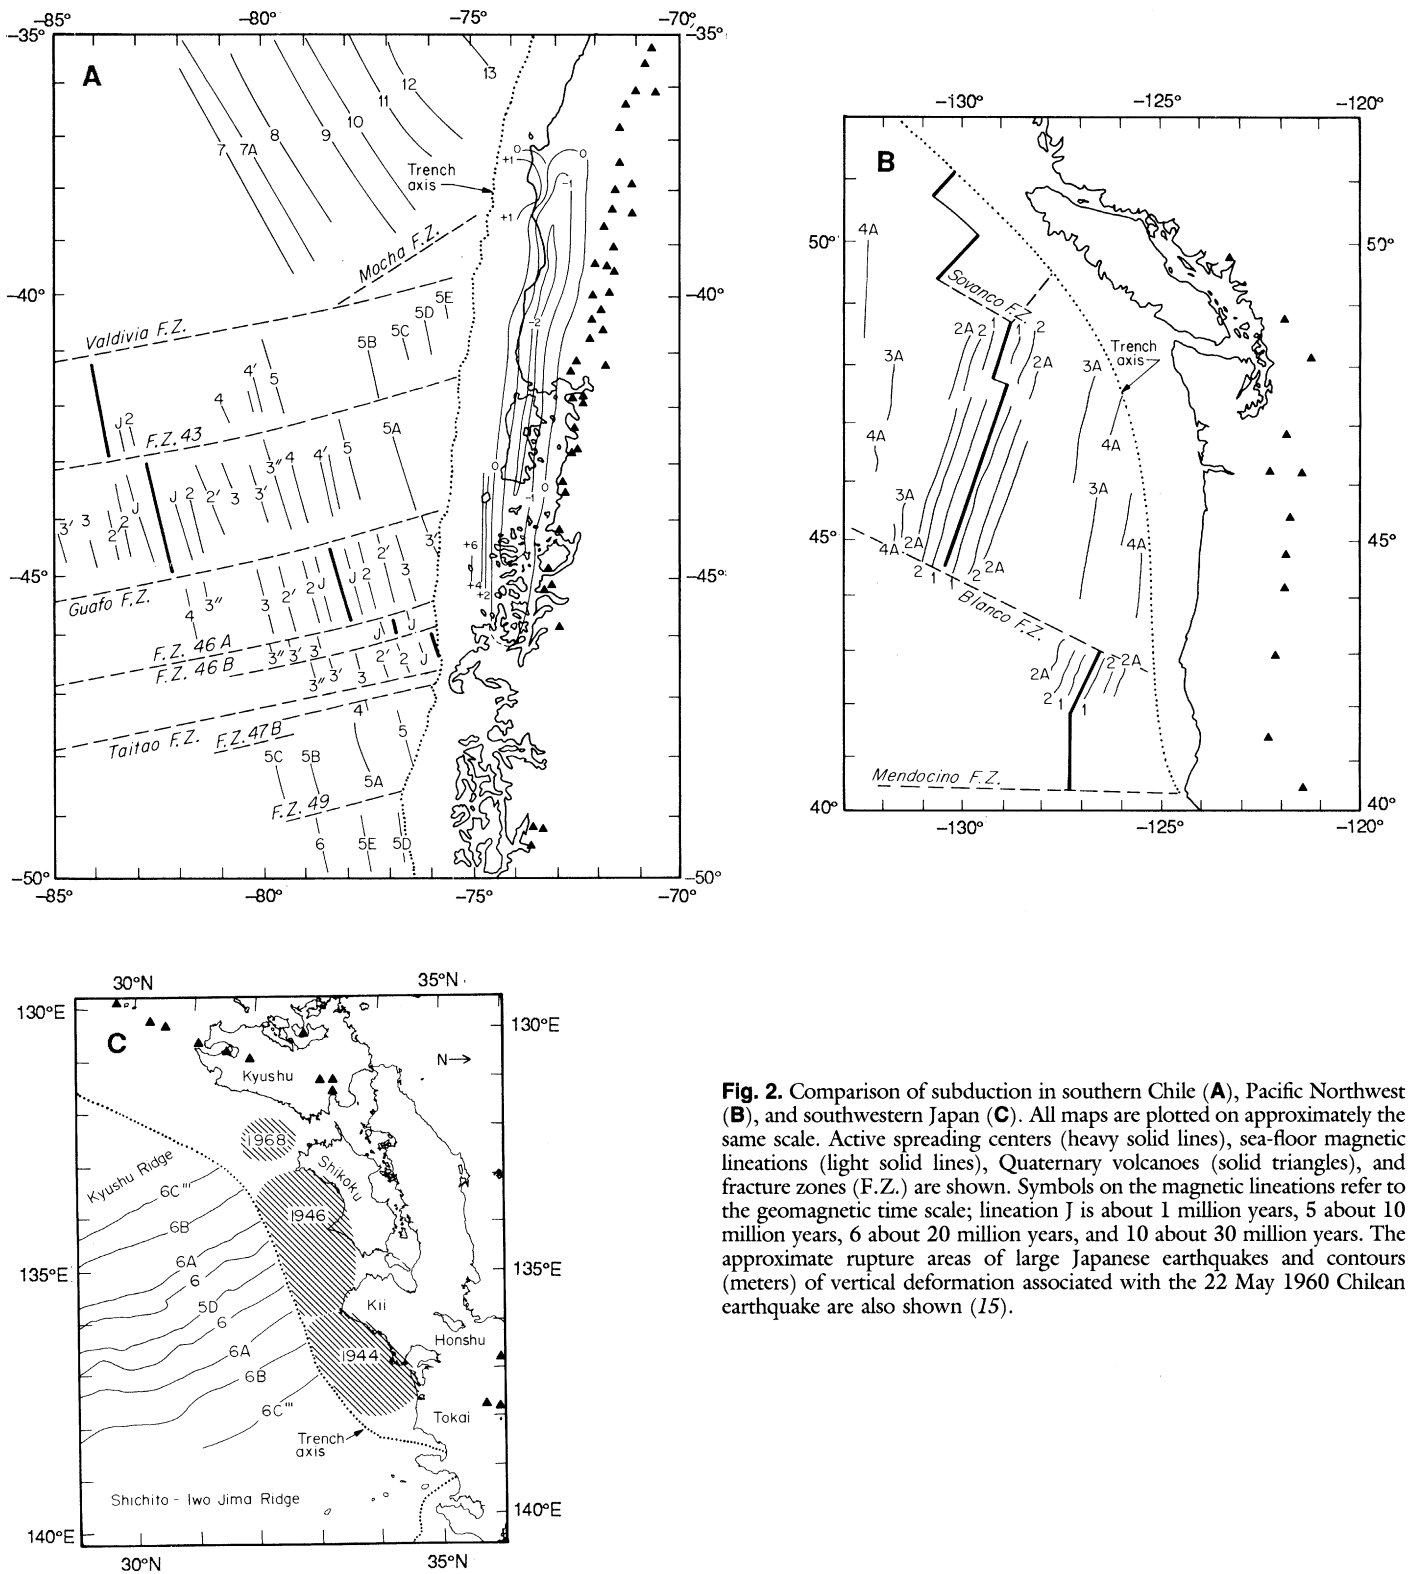 −85° −80° −75° −70°
−35° −35°
A
13
12
11
10
9
8
7 7A
Trench
axis
0
+1
0
−1
+1
Mocha F.Z.
−40° −40°
5E
5D
5C
5B
Valdivia F.Z.
−2
4' 5
4
J 2
F.Z. 43
5A
5
4'
3" 4
0
3'
3
2'
2
J
0
−1
3' 3 2' 2 J
+6
+4
+2
3'
2'
3
2
J
−45° −45°
Guafo F.Z.
4 3" 3 2' 2 J
J J
F.Z. 46 A
F.Z. 46 B
3" 3' 3
2' 2 J
3" 3' 3
4
5
Taitao F.Z.
F.Z. 47B
5C 5B
5A
F.Z. 49
6 5E 5D
−50° −50°
−85° −80° −75° −70°
−130° −125° −120°
B
4A
50° 50°
Sovanco F.Z.
2A 2 1 1 2
2A
Trench
axis
3A
3A
4A
4A
3A
3A
45° 45°
4A 2A
4A
2 1 1 2 2A
Blanco F.Z.
2 2A
2A
2 1 1
Mendocino F.Z.
40° 40°
−130° −125° −120°
30°N 35°N
130°E 130°E
C
N→
Kyushu
1968
Shikoku
Kyushu Ridge
6C'''
1946
6B
6A
6
135°E 135°E
5D
6
Kii
Honshu
6A
1944
6B
6C'''
Tokai
Trench
axis
Shichito - Iwo Jima Ridge
140°E 140°E
30°N 35°N
Fig. 2. Comparison of subduction in southern Chile (A), Pacific Northwest
(B), and southwestern Japan (C). All maps are plotted on approximately the
same scale. Active spreading centers (heavy solid lines), sea-floor magnetic
lineations (light solid lines), Quaternary volcanoes (solid triangles), and
fracture zones (F.Z.) are shown. Symbols on the magnetic lineations refer to
the geomagnetic time scale; lineation J is about 1 million years, 5 about 10
million years, 6 about 20 million years, and 10 about 30 million years. The
approximate rupture areas of large Japanese earthquakes and contours
(meters) of vertical deformation associated with the 22 May 1960 Chilean
earthquake are also shown (15).